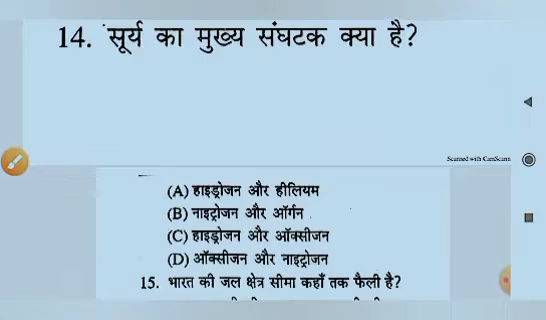 14. सूर्य का मुख्य संघटक क्या है?
Scanned with CamScann
(A) हाइड्रोजन और हीलियम
(B) नाइट्रोजन और ऑर्गन
(C) हाइड्रोजन और ऑक्सीजन
(D) ऑक्सीजन और नाइट्रोजन
15. भारत की जल क्षेत्र सीमा कहाँ तक फैली है?